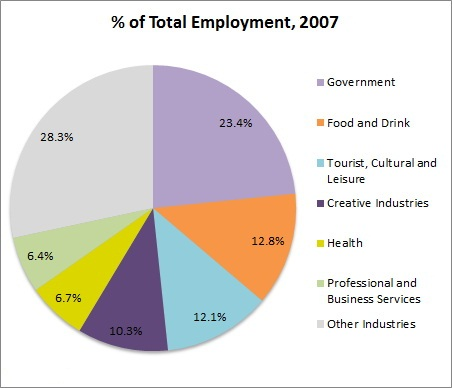 % of Total Employment, 2007
Government
Food and Drink
Tourist, Cultural and
Leisure
Creative Industries
Health
Professional and
Business Services
Other Industries
23.4%
12.8%
12.1%
10.3%
6.7%
6.4%
28.3%